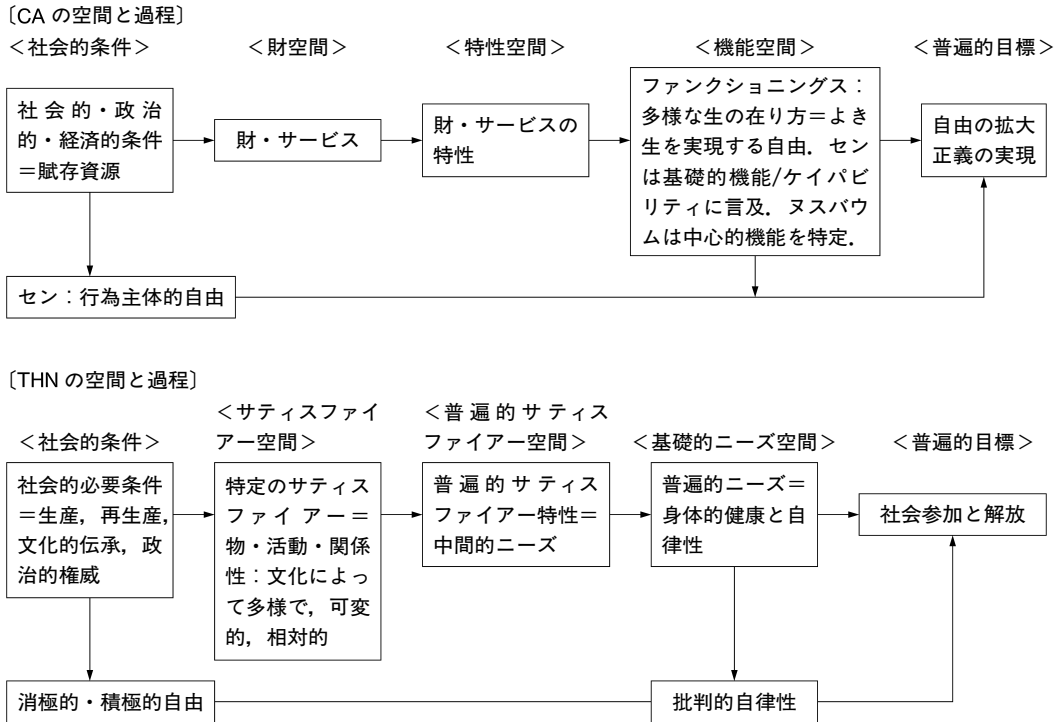 〔CA の空間と過程〕
＜社会的条件＞
＜財空間＞
＜特性空間＞
＜機能空間＞
＜普遍的目標＞
社会的・政治
的・経済的条件
＝賦存資源
財・サービス
財・サービスの
特性
ファンクショニングス：
多様な生の在り方＝よき
生を実現する自由．セン
は基礎的機能/ケイパビ
リティに言及．ヌスバウ
ムは中心的機能を特定．
自由の拡大
正義の実現
セン：行為主体的自由
〔THN の空間と過程〕
＜社会的条件＞
＜サティスファイ
アー空間＞
＜普遍的サティス
ファイアー空間＞
＜基礎的ニーズ空間＞
＜普遍的目標＞
社会的必要条件
＝生産，再生産，
文化的伝承，政
治的権威
特定のサティス
ファイアー＝
物・活動・関係
性：文化によっ
て多様で，可変
的，相対的
普遍的サティス
ファイアー特性＝
中間的ニーズ
普遍的ニーズ＝
身体的健康と自
律性
社会参加と解放
消極的・積極的自由
批判的自律性